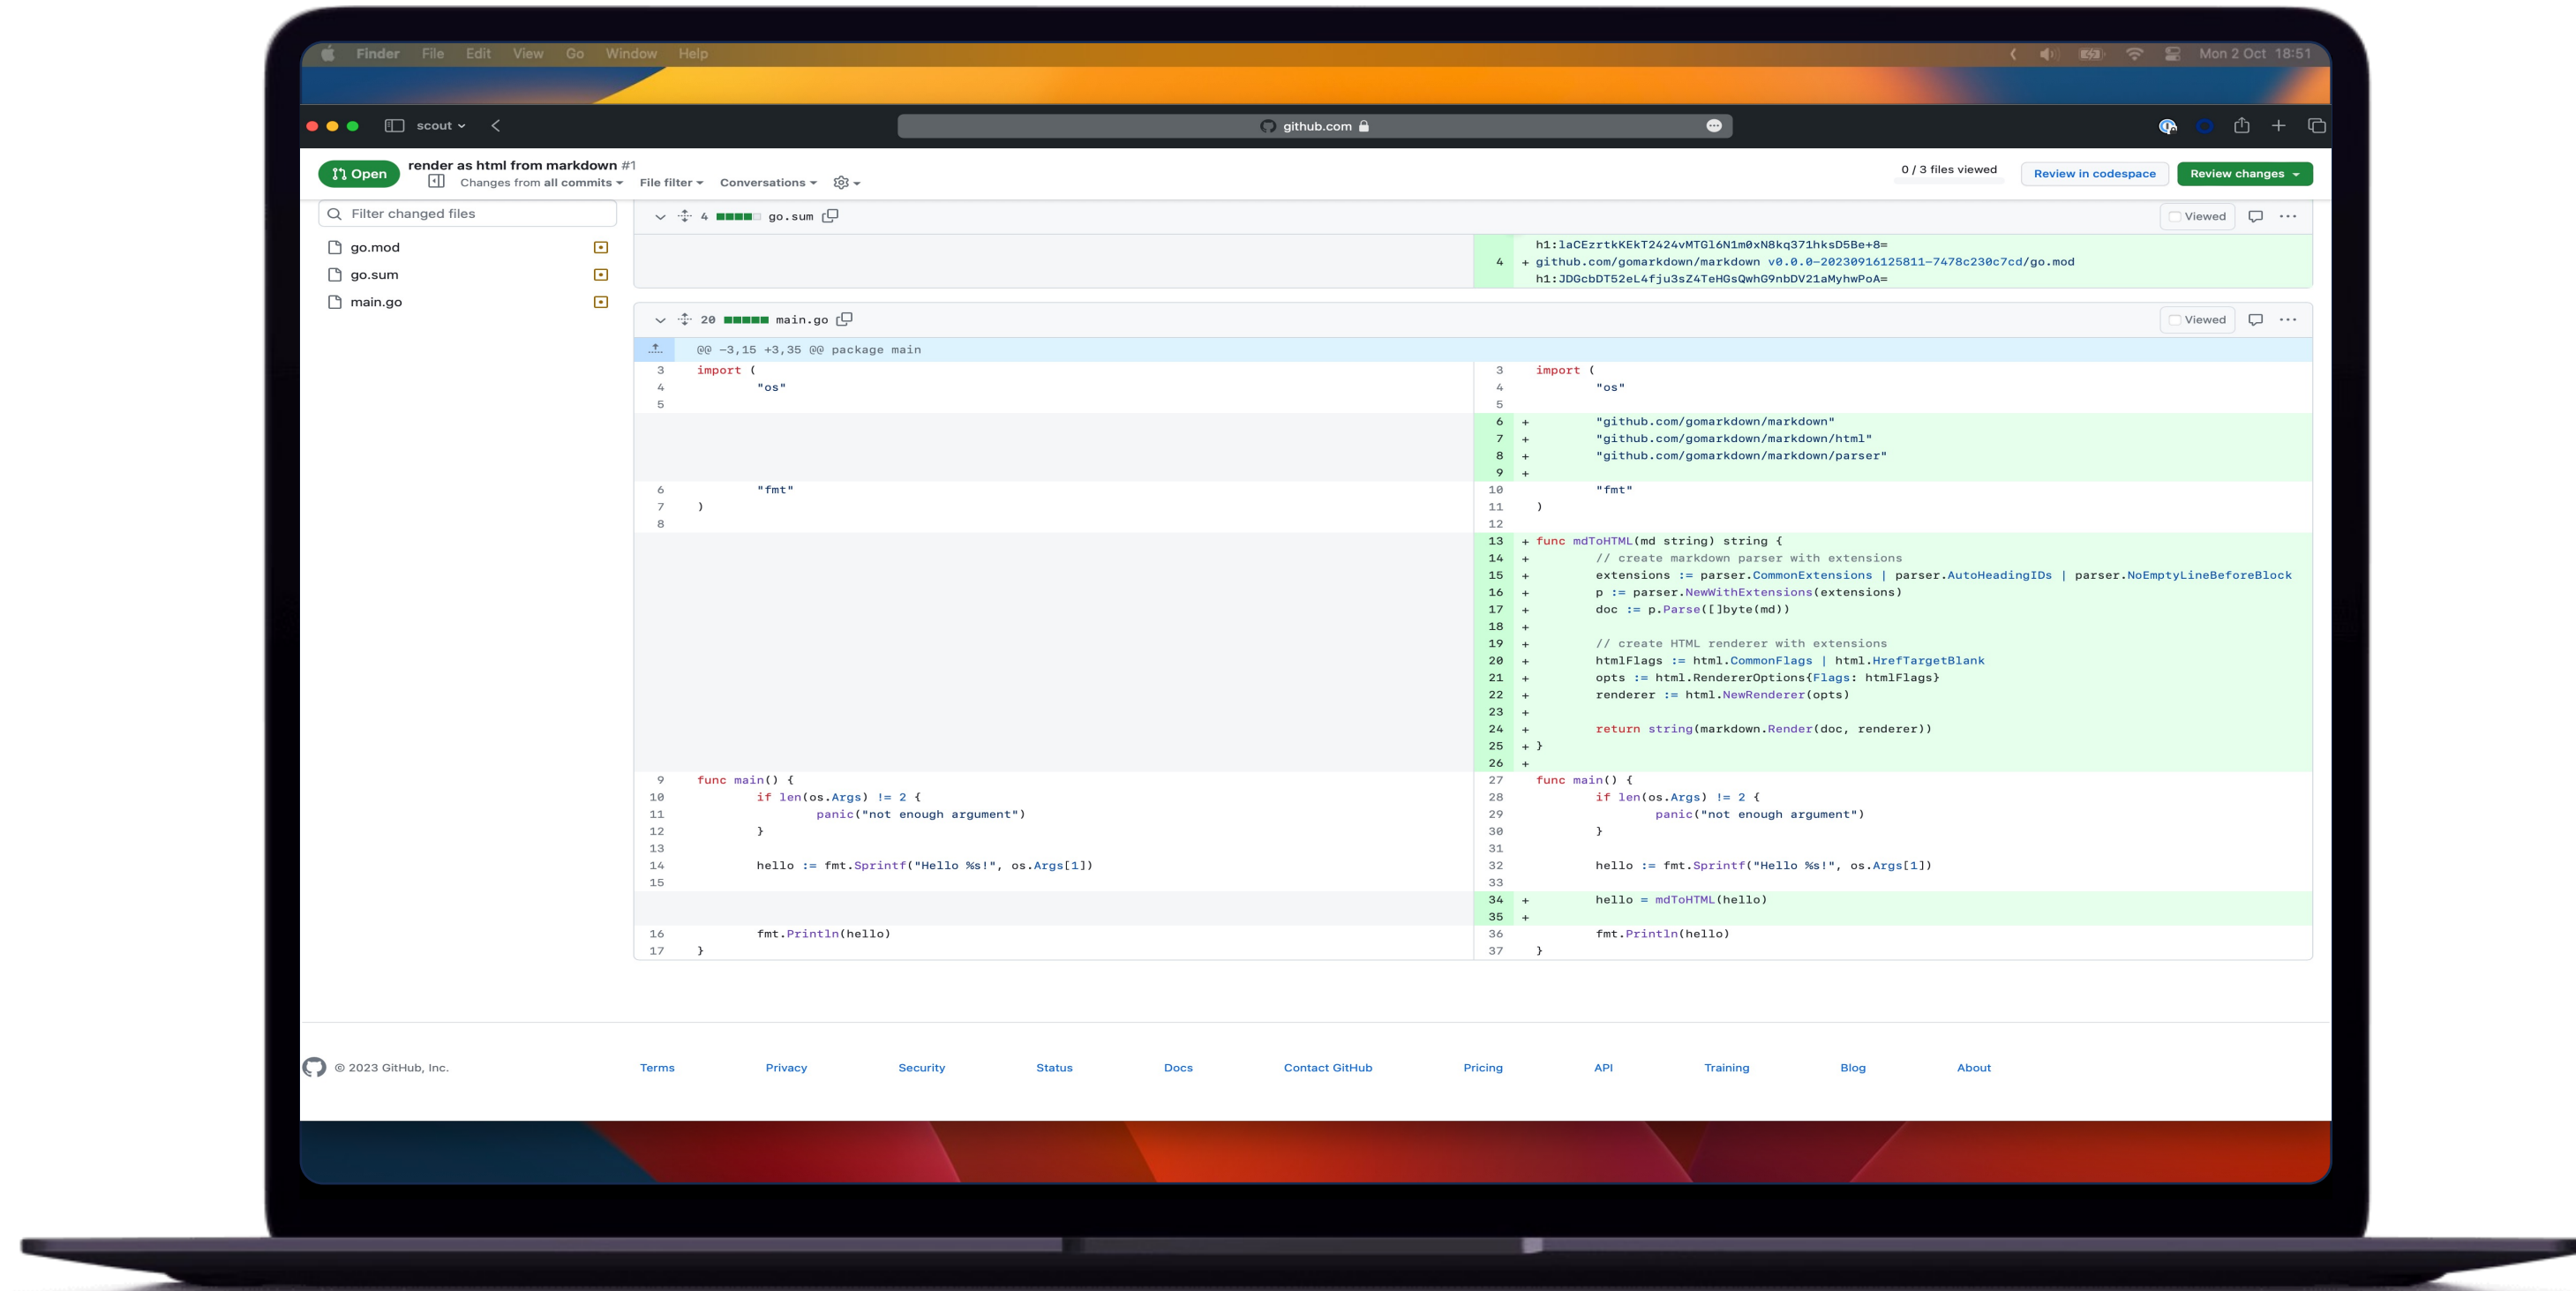 Finder File Edit View Go Window Help Mon 2 Oct 18:51
scout github.com
Open render as html from markdown #1
Changes from all commits File filter Conversations
0 / 3 files viewed Review in codespace Review changes
Filter changed files
go.mod
go.sum
main.go
4 go.sum Viewed
h1:laCEzrtkKEkT2424vMTGl6N1m0xN8kq371hksD5Be+8=
4 + github.com/gomarkdown/markdown v0.0.0-20230916125811-7478c230c7cd/go.mod
h1:JDGcbDT52eL4fju3sZ4TeHGsQwhG9nbDV21aMyhwPoA=
20 main.go Viewed
@@ -3,15 +3,35 @@ package main
3 import (
4 "os"
5
6 "fmt"
7 )
8
9 func main() {
10 if len(os.Args) != 2 {
11 panic("not enough argument")
12 }
13
14 hello := fmt.Sprintf("Hello %s!", os.Args[1])
15
16 fmt.Println(hello)
17 }
3 import (
4 "os"
5
6 + "github.com/gomarkdown/markdown"
7 + "github.com/gomarkdown/markdown/html"
8 + "github.com/gomarkdown/markdown/parser"
9 +
10 "fmt"
11 )
12
13 + func mdToHTML(md string) string {
14 + // create markdown parser with extensions
15 + extensions := parser.CommonExtensions | parser.AutoHeadingIDs | parser.NoEmptyLineBeforeBlock
16 + p := parser.NewWithExtensions(extensions)
17 + doc := p.Parse([]byte(md))
18 +
19 + // create HTML renderer with extensions
20 + htmlFlags := html.CommonFlags | html.HrefTargetBlank
21 + opts := html.RendererOptions{Flags: htmlFlags}
22 + renderer := html.NewRenderer(opts)
23 +
24 + return string(markdown.Render(doc, renderer))
25 + }
26 +
27 func main() {
28 if len(os.Args) != 2 {
29 panic("not enough argument")
30 }
31
32 hello := fmt.Sprintf("Hello %s!", os.Args[1])
33
34 + hello = mdToHTML(hello)
35 +
36 fmt.Println(hello)
37 }
© 2023 GitHub, Inc. Terms Privacy Security Status Docs Contact GitHub Pricing API Training Blog About